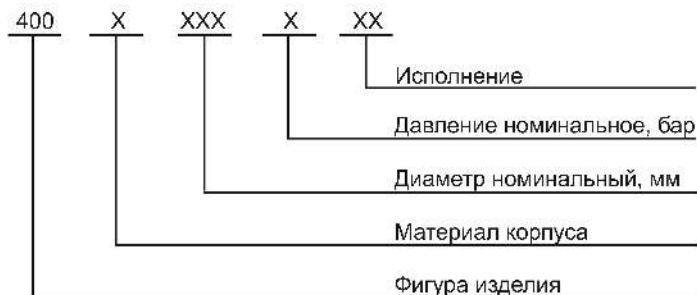 400 X XXX X XX
Исполнение
Давление номинальное, бар
Диаметр номинальный, мм
Материал корпуса
Фигура изделия